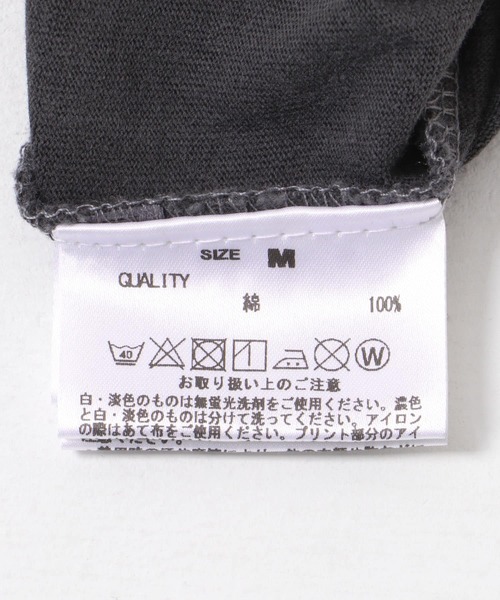 SIZE M
QUALITY
綿 100%
40 W
お取り扱い上のご注意
白・淡色のものは無蛍光洗剤をご使用ください。濃色
と白・淡色のものは分けて洗ってください。アイロン
の際はあて布をご使用ください。プリント部分のアイ